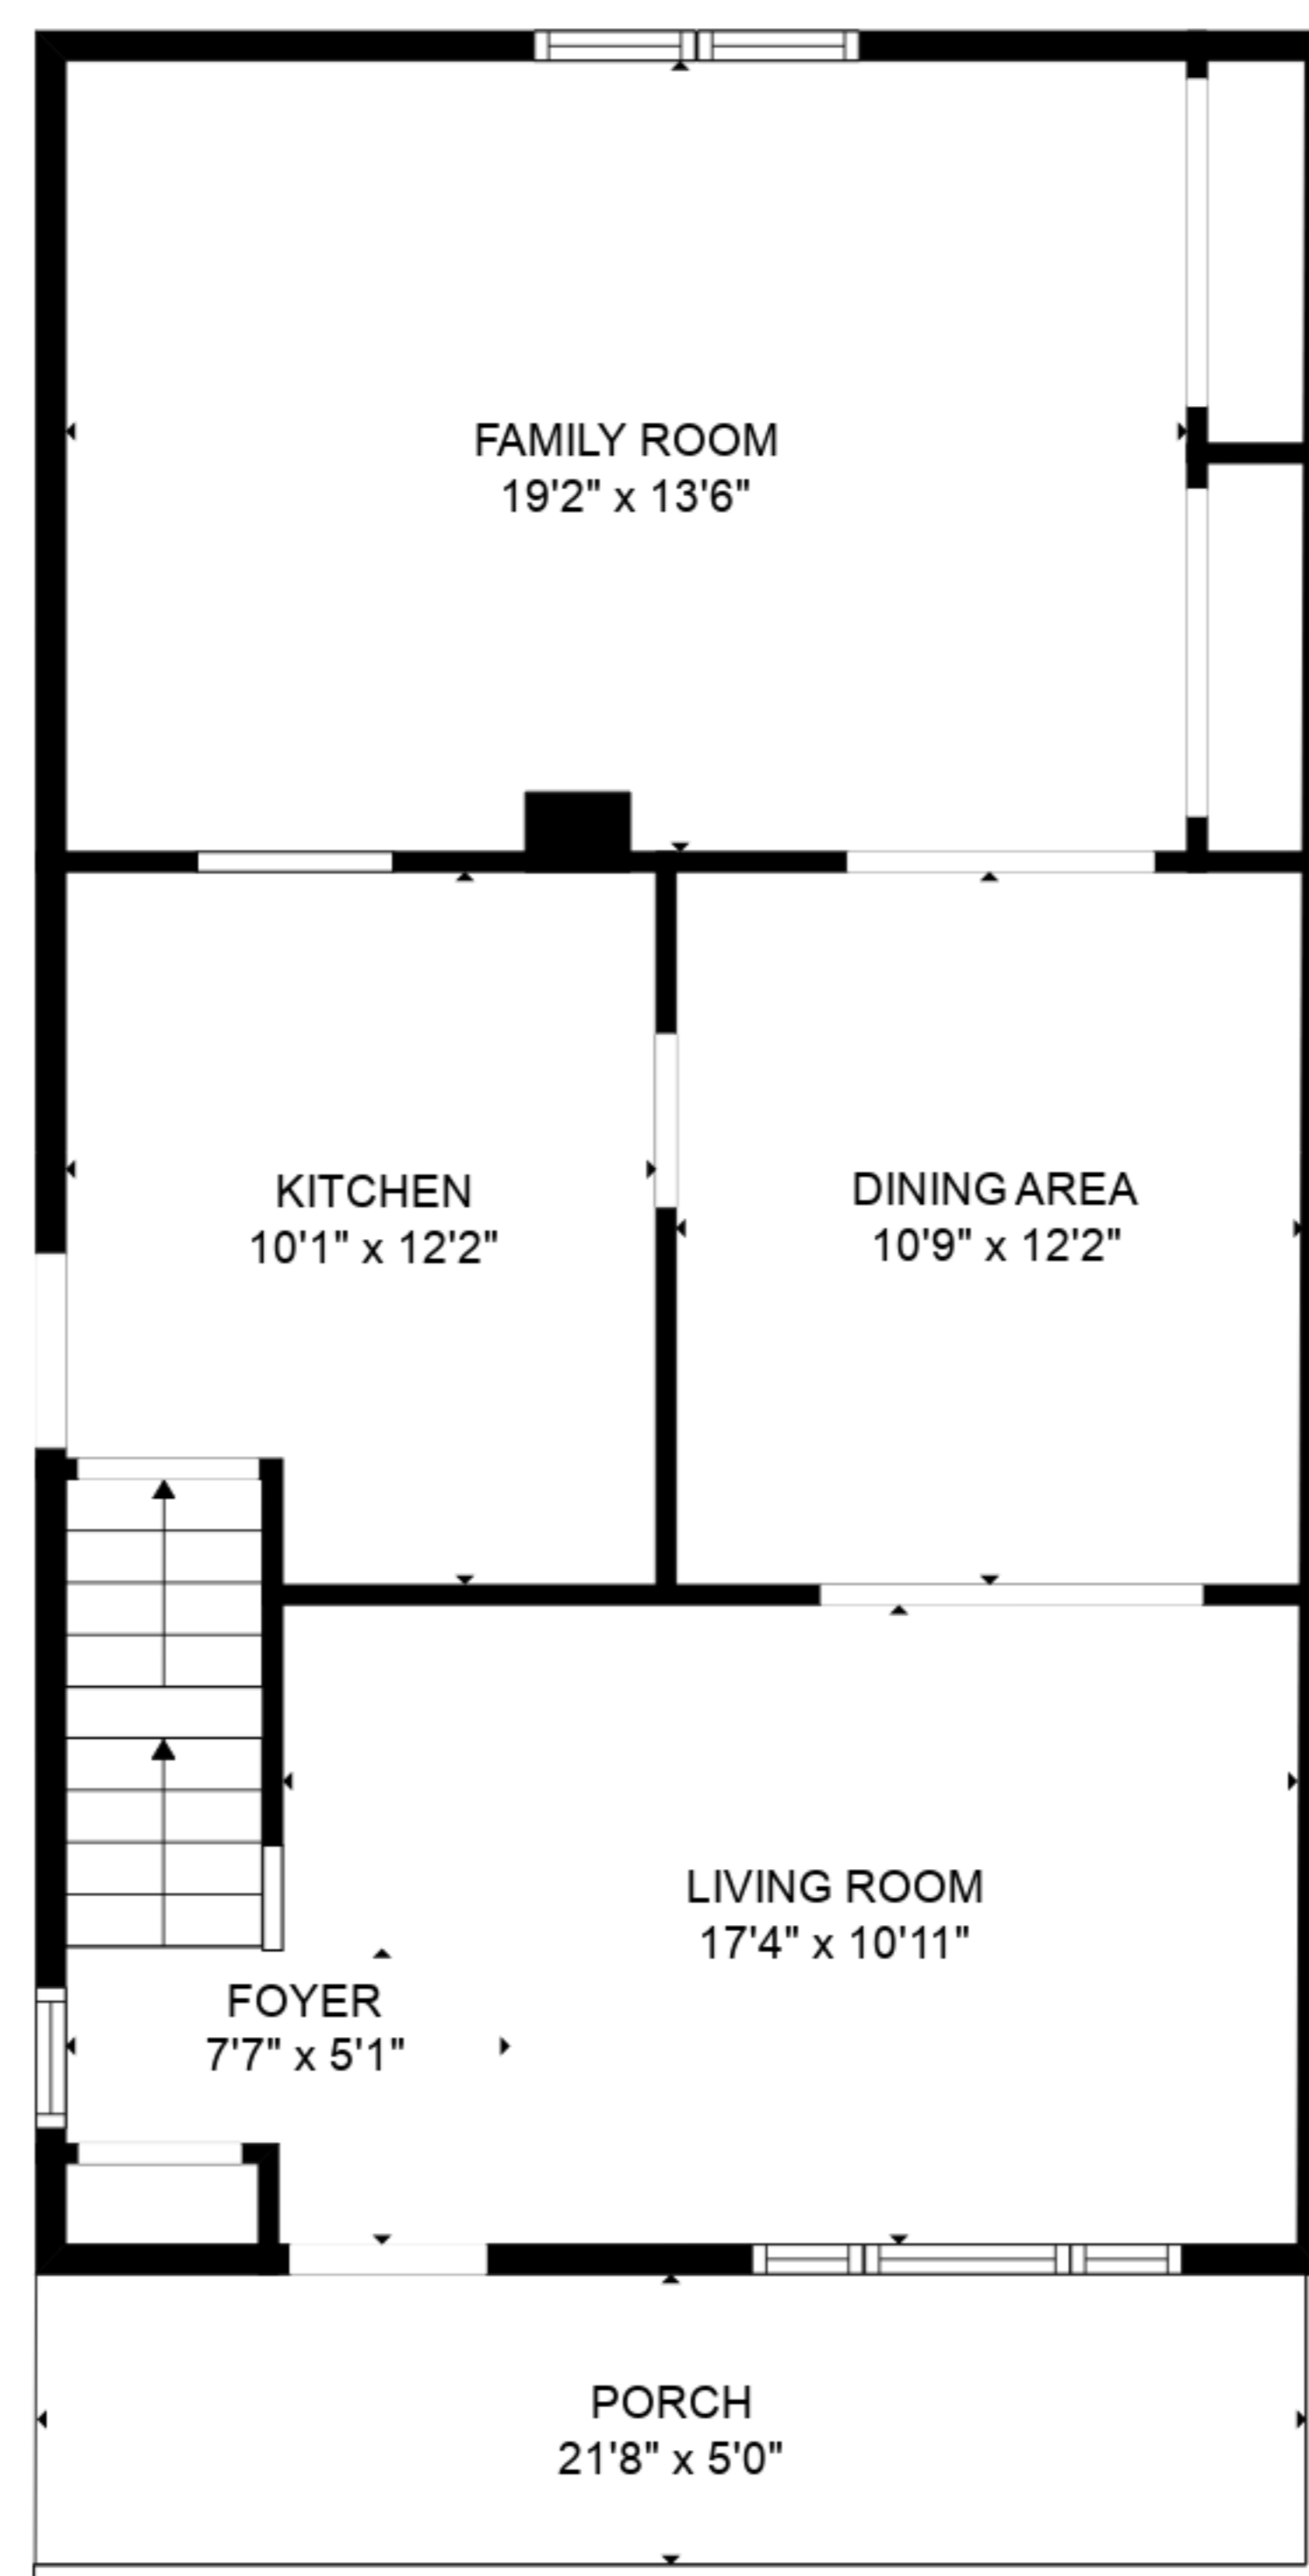 FAMILY ROOM
19'2" x 13'6"
KITCHEN
10'1" x 12'2"
DINING AREA
10'9" x 12'2"
LIVING ROOM
17'4" x 10'11"
FOYER
7'7" x 5'1"
PORCH
21'8" x 5'0"